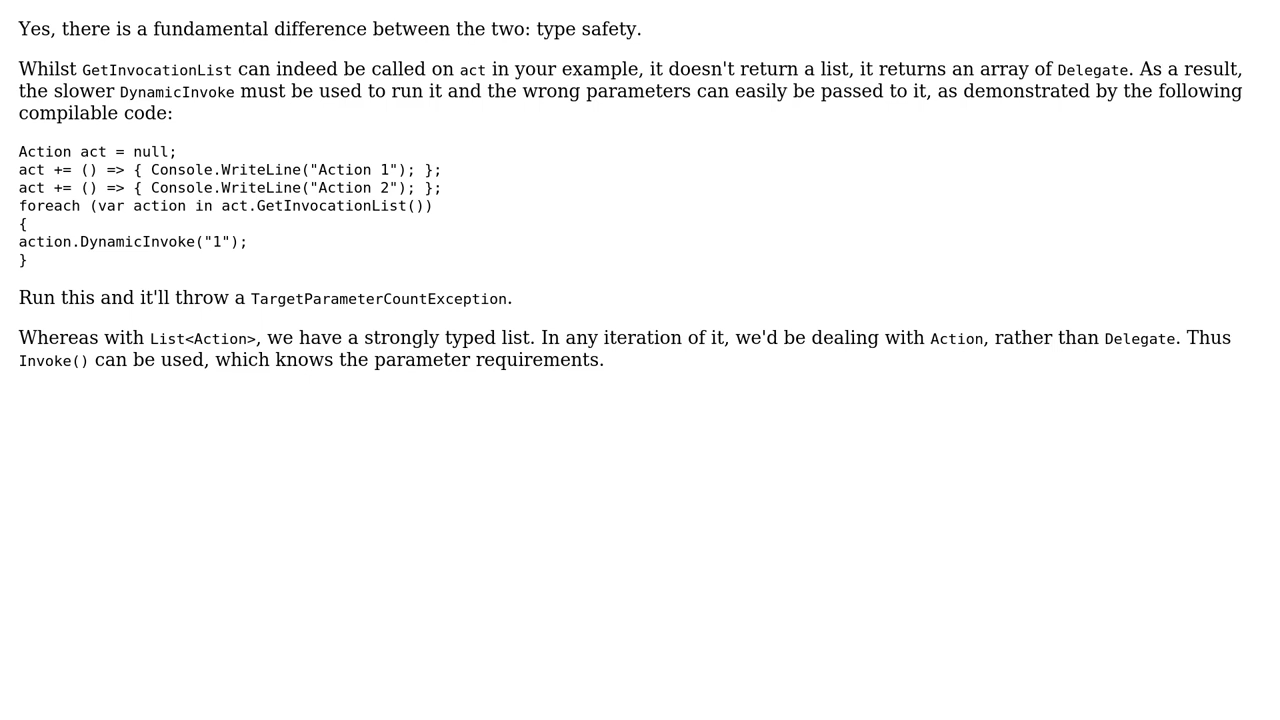 Yes, there is a fundamental difference between the two: type safety.
Whilst GetInvocationList can indeed be called on act in your example, it doesn't return a list, it returns an array of Delegate. As a result,
the slower DynamicInvoke must be used to run it and the wrong parameters can easily be passed to it, as demonstrated by the following
compilable code:
Action act = null;
act += () => { Console.WriteLine("Action 1"); };
act += () => { Console.WriteLine("Action 2"); };
foreach (var action in act.GetInvocationList())
{
action.DynamicInvoke("1");
}
Run this and it'll throw a TargetParameterCountException.
Whereas with List<Action>, we have a strongly typed list. In any iteration of it, we'd be dealing with Action, rather than Delegate. Thus
Invoke() can be used, which knows the parameter requirements.